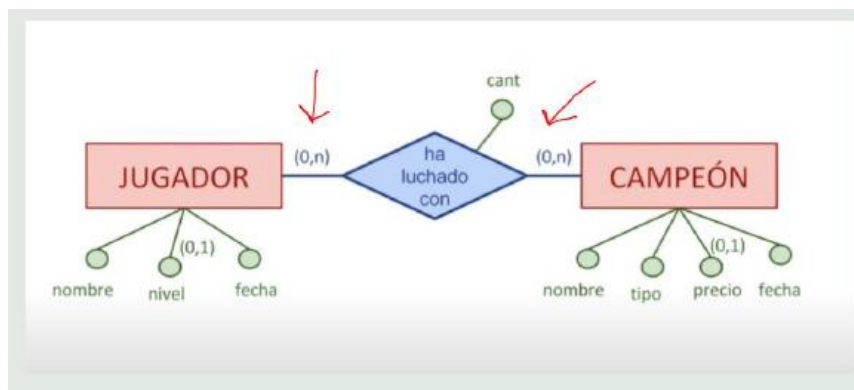 cant
JUGADOR
(0,n)
ha
luchado
con
(0,n)
CAMPEÓN
(0,1)
(0,1)
nombre
nivel
fecha
nombre
tipo
precio
fecha